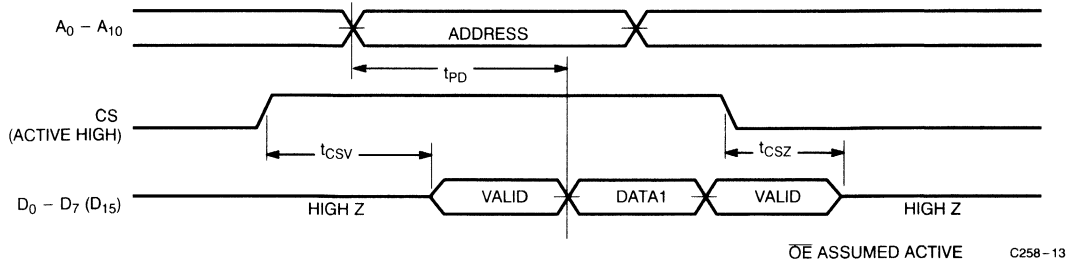 A0 – A10
ADDRESS
tPD
CS
(ACTIVE HIGH)
tCSV
tCSZ
D0 – D7 (D15)
HIGH Z
VALID
DATA1
VALID
HIGH Z
OE ASSUMED ACTIVE
C258–13